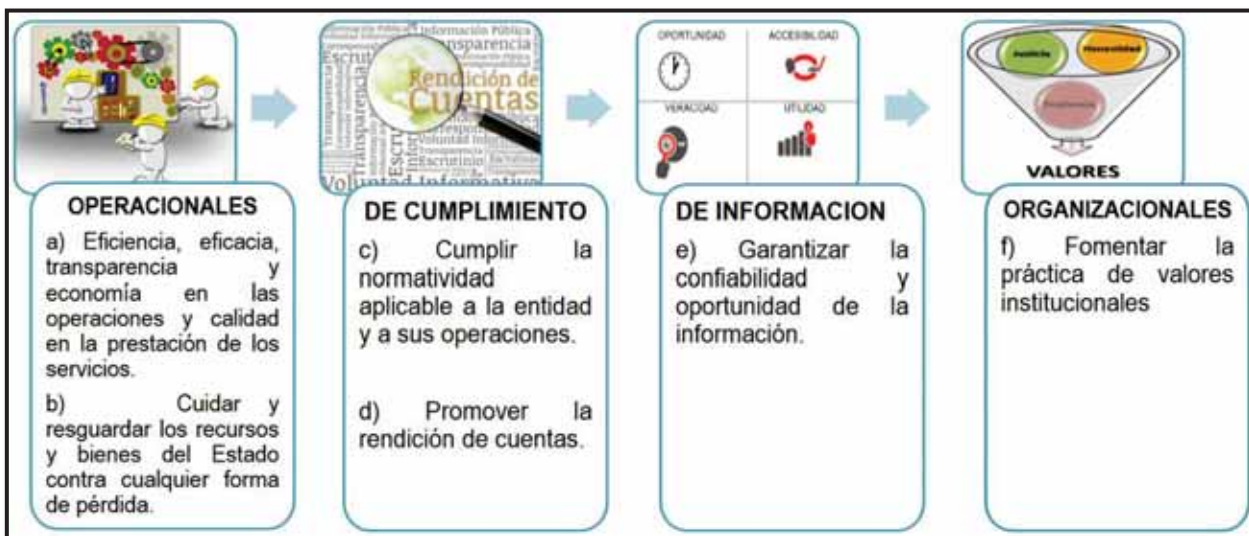 Información Pública
Transparencia
Rendición de
Cuentas
Escrutinio
Voluntad Informativa
OPORTUNIDAD
ACCESIBILIDAD
VERACIDAD
UTILIDAD
Justicia
VALORES
OPERACIONALES
a) Eficiencia, eficacia,
transparencia y
economía en las
operaciones y calidad
en la prestación de los
servicios.
b) Cuidar y
resguardar los recursos
y bienes del Estado
contra cualquier forma
de pérdida.
DE CUMPLIMIENTO
c) Cumplir la
normatividad
aplicable a la entidad
y a sus operaciones.
d) Promover la
rendición de cuentas.
DE INFORMACION
e) Garantizar la
confiabilidad y
oportunidad de la
información.
ORGANIZACIONALES
f) Fomentar la
práctica de valores
institucionales